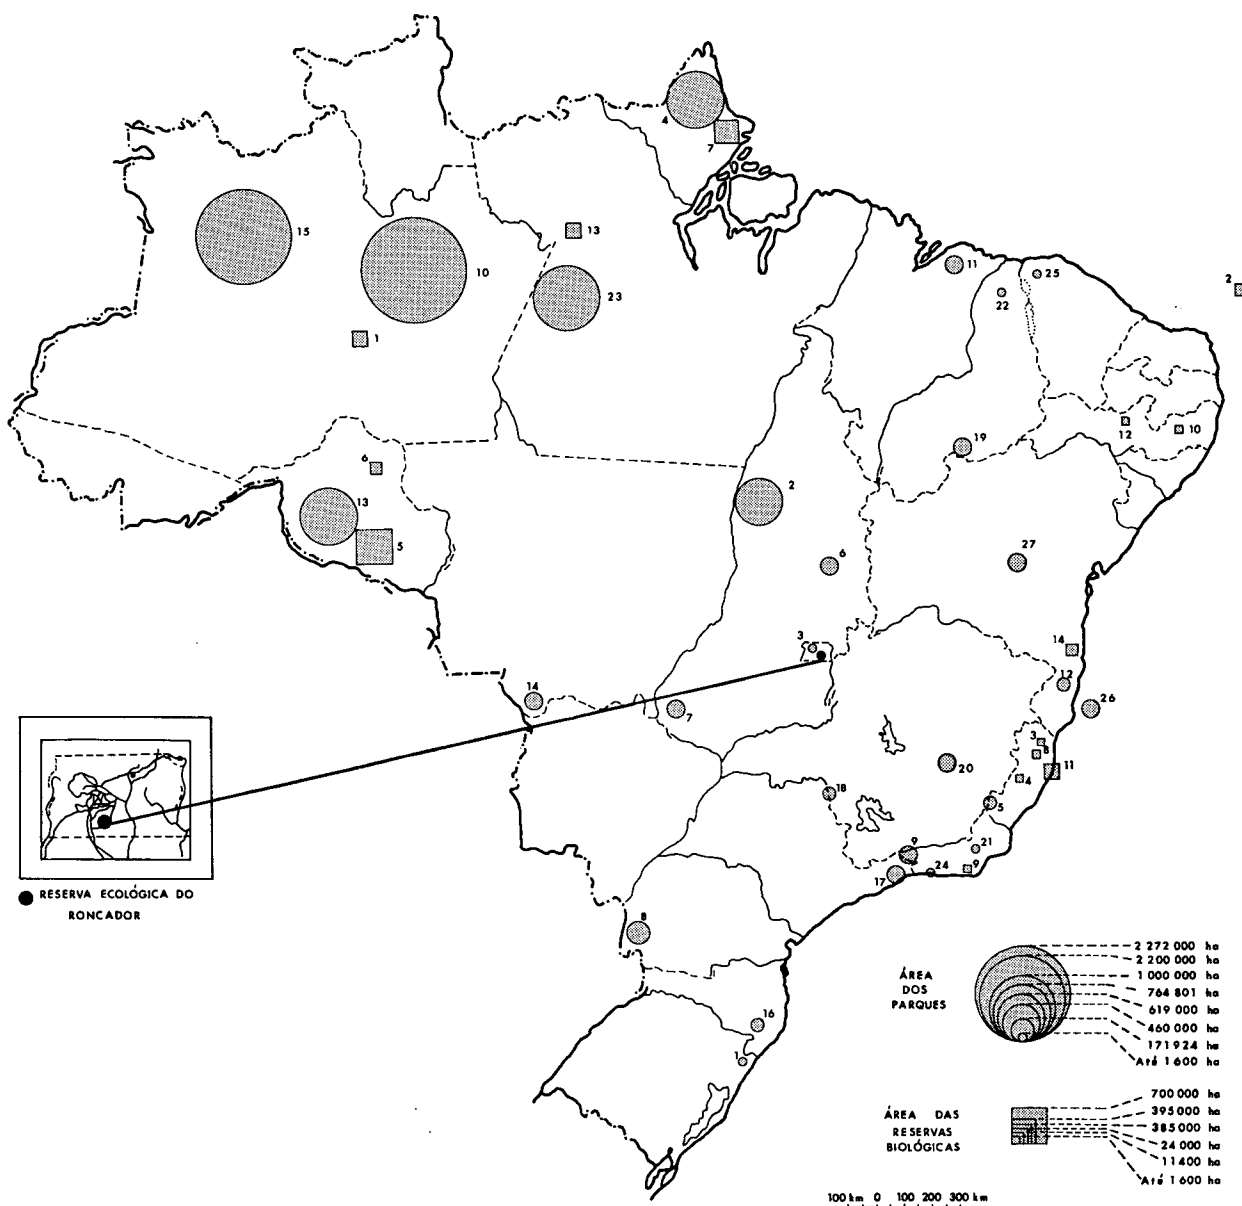 4
7
15
13
10
11
25
2
22
23
1
12
10
19
6
2
13
5
6
27
3
14
14
12
26
7
3
8
11
20
4
18
5
9
21
24
9
17
RESERVA ECOLÓGICA DO
RONCADOR
8
16
1
ÁREA
DOS
PARQUES
2 272 000 ha
2 200 000 ha
1 000 000 ha
764 801 ha
619 000 ha
460 000 ha
171 924 ha
Até 1 600 ha
ÁREA DAS
RESERVAS
BIOLÓGICAS
700 000 ha
395 000 ha
385 000 ha
24 000 ha
11 400 ha
Até 1 600 ha
100 km 0 100 200 300 km